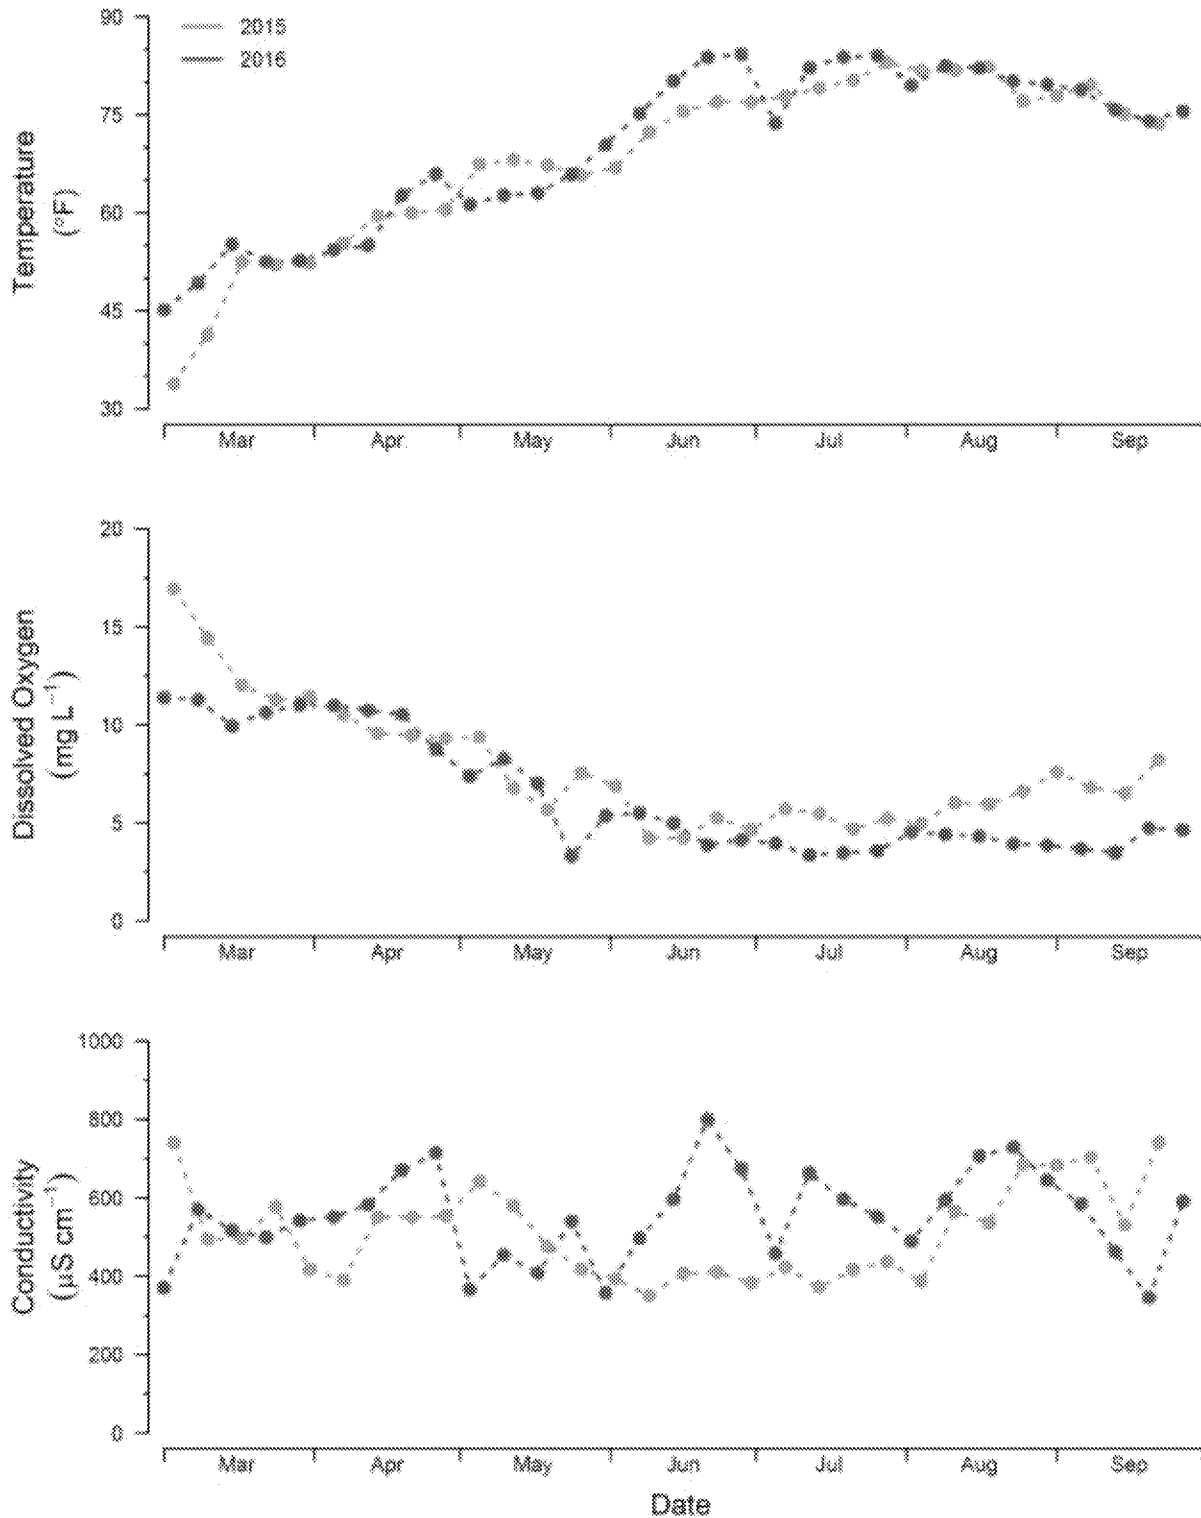 90
75
60
45
30
Temperature
(°F)
2015
2016
Mar Apr May Jun Jul Aug Sep
20
15
10
5
0
Dissolved Oxygen
(mg L⁻¹)
Mar Apr May Jun Jul Aug Sep
1000
800
600
400
200
0
Conductivity
(µS cm⁻¹)
Mar Apr May Jun Jul Aug Sep
Date